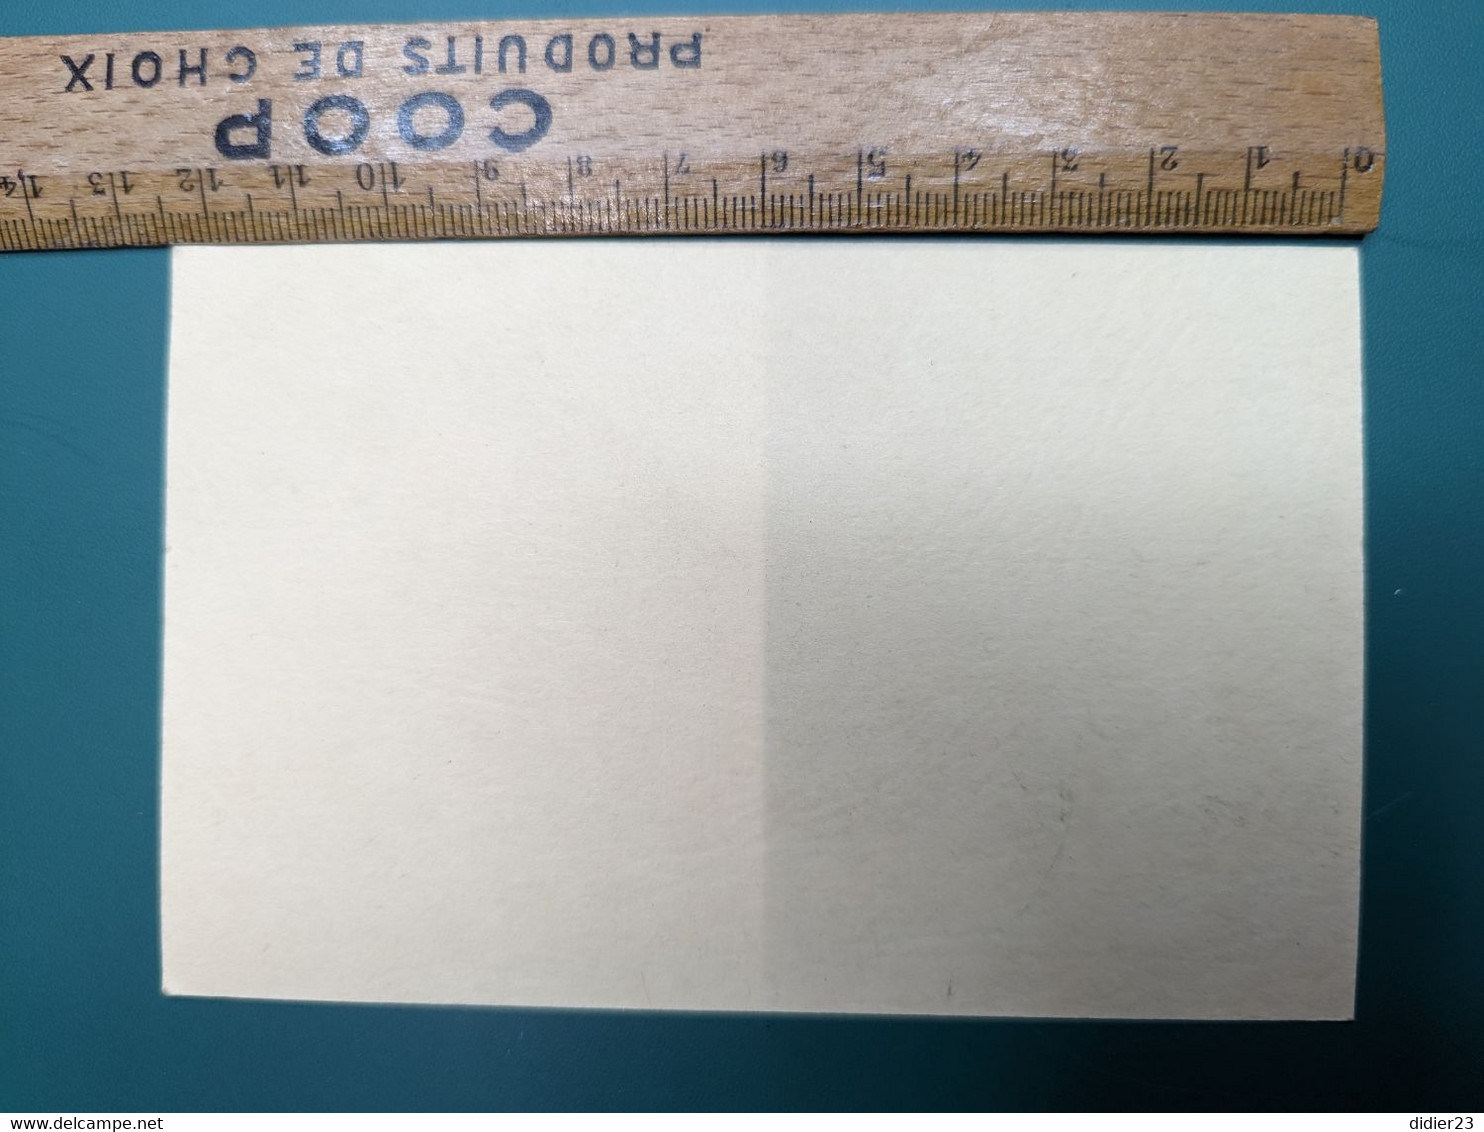 PRODUITS DE CHOIX
COOP
0 1 2 3 4 5 6 7 8 9 10 11 12 13 14
https://www.delcampe.net
didier23